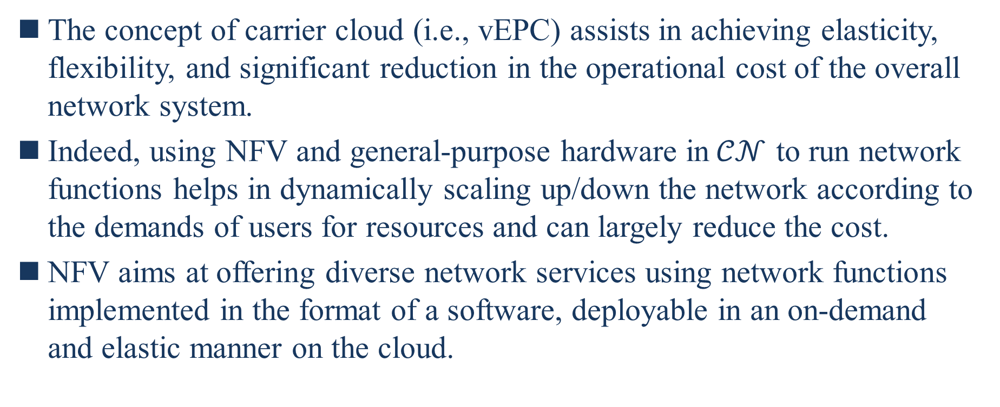 ■ The concept of carrier cloud (i.e., vEPC) assists in achieving elasticity,
flexibility, and significant reduction in the operational cost of the overall
network system.
■ Indeed, using NFV and general-purpose hardware in 𝒞𝒩 to run network
functions helps in dynamically scaling up/down the network according to
the demands of users for resources and can largely reduce the cost.
■ NFV aims at offering diverse network services using network functions
implemented in the format of a software, deployable in an on-demand
and elastic manner on the cloud.